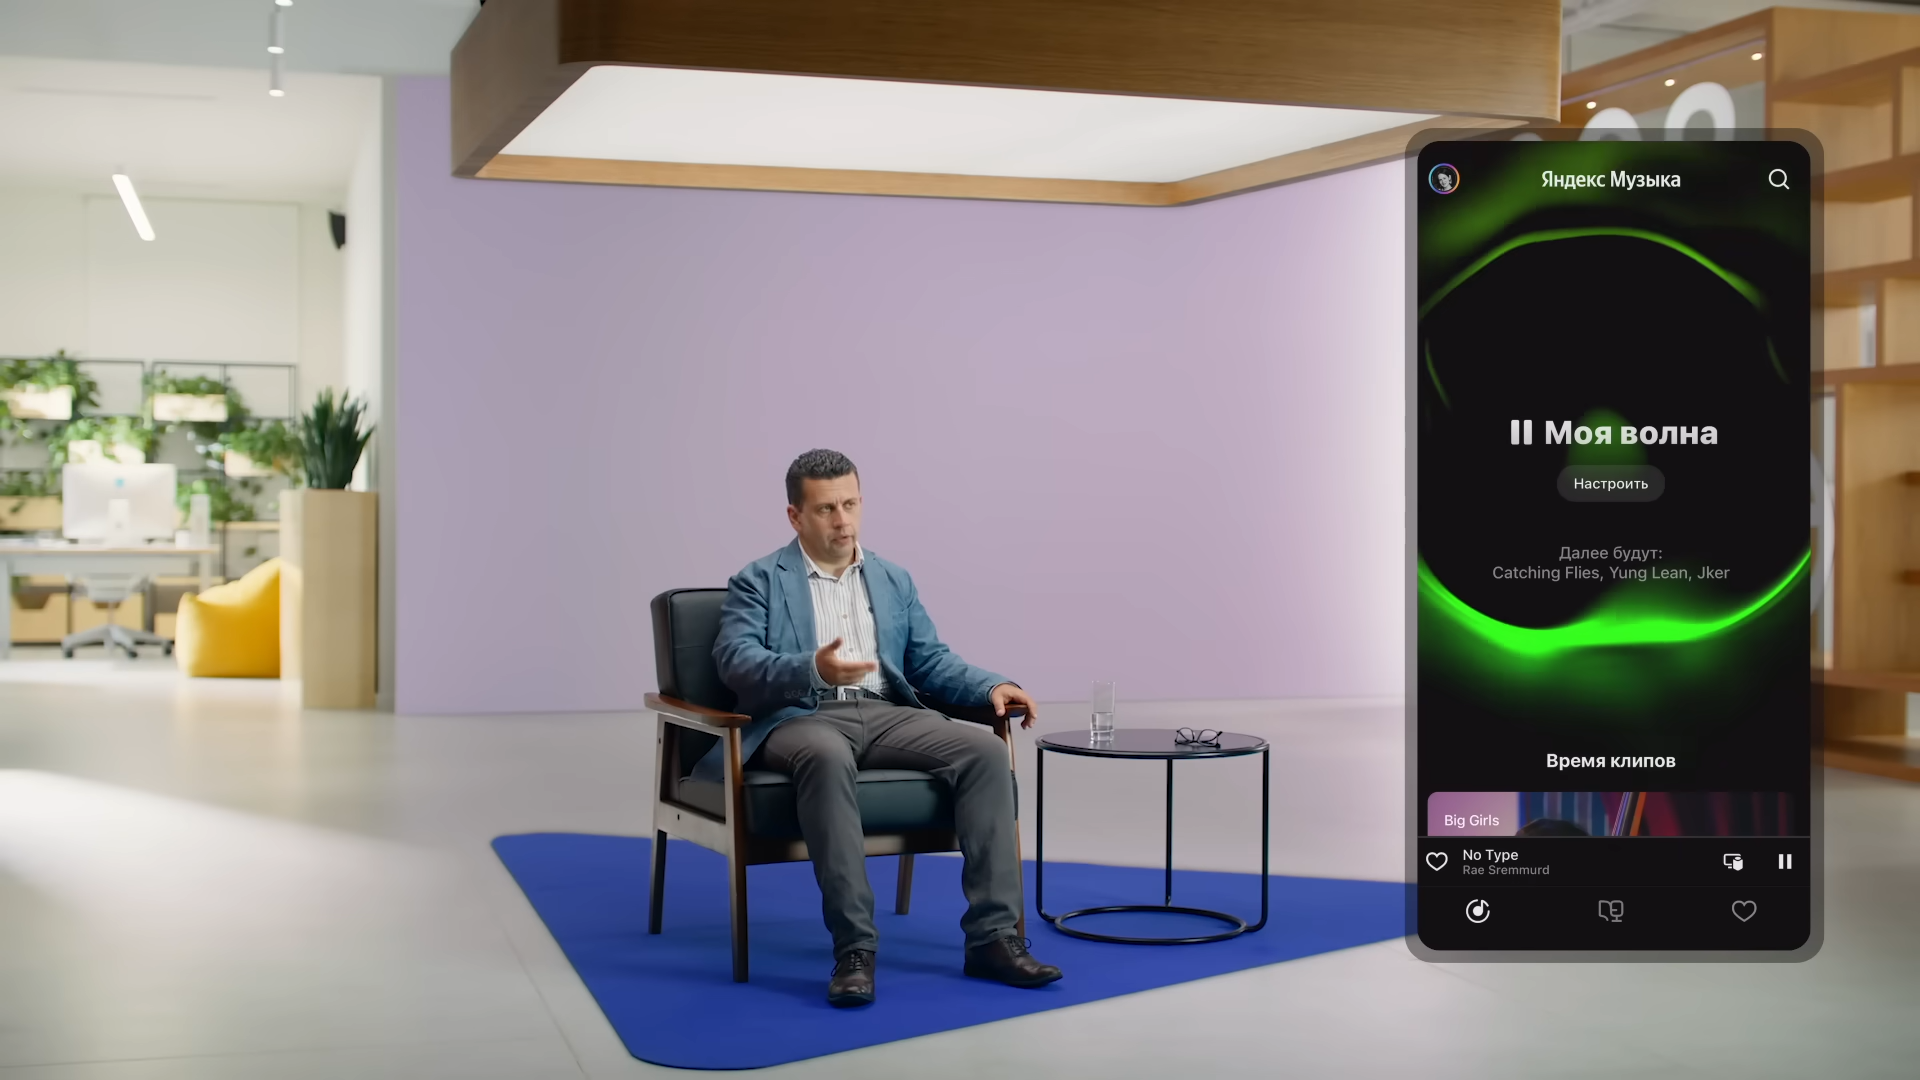 Яндекс Музыка
Моя волна
Настроить
Далее будут:
Catching Flies, Yung Lean, Jker
Время клипов
Big Girls
No Type
Rae Sremmurd